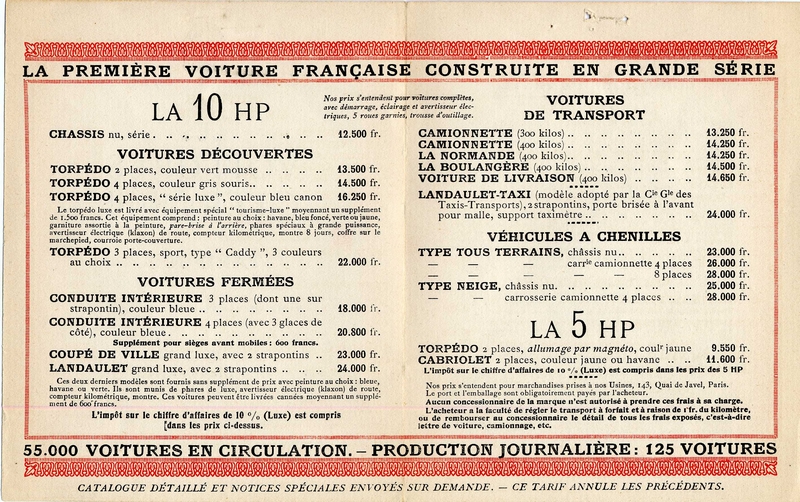 LA PREMIÈRE VOITURE FRANÇAISE CONSTRUITE EN GRANDE SÉRIE
LA 10 HP
Nos prix s'entendent pour voitures complètes,
avec démarrage, éclairage et avertisseur élec-
triques, 5 roues garnies, trousse d'outillage.
CHASSIS nu, série 12.500 fr.
VOITURES DÉCOUVERTES
TORPÉDO 2 places, couleur vert mousse 13.500 fr.
TORPÉDO 4 places, couleur gris souris 14.500 fr.
TORPÉDO 4 places, " série luxe ", couleur bleu canon 16.250 fr.
Le torpédo luxe est livré avec équipement spécial " tourisme-luxe " moyennant un supplément
de 1.500 francs. Cet équipement comprend : peinture au choix : havane, bleu foncé, verte ou jaune,
garniture assortie à la peinture, pare-brise à l'arrière, phares spéciaux à grande puissance,
avertisseur électrique (klaxon) de route, compteur kilométrique, montre 8 jours, coffre sur le
marchepied, courroie porte-couverture.
TORPÉDO 3 places, sport, type " Caddy ", 3 couleurs
au choix 22.000 fr.
VOITURES FERMÉES
CONDUITE INTÉRIEURE 3 places (dont une sur
strapontin), couleur bleue 18.000 fr.
CONDUITE INTÉRIEURE 4 places (avec 3 glaces de
côté), couleur bleue 20.800 fr.
Supplément pour sièges avant mobiles : 600 francs.
COUPÉ DE VILLE grand luxe, avec 2 strapontins 23.000 fr.
LANDAULET grand luxe, avec 2 strapontins 24.000 fr.
Ces deux derniers modèles sont fournis sans supplément de prix avec peinture au choix : bleue,
havane ou verte. Ils sont munis de phares de luxe, avertisseur électrique (klaxon) de route,
compteur kilométrique, montre. Ces voitures peuvent être livrées cannées moyennant un supplé-
ment de 600 francs.
L'impôt sur le chiffre d'affaires de 10 % (Luxe) est compris
dans les prix ci-dessus.
VOITURES
DE TRANSPORT
CAMIONNETTE (300 kilos) 13.250 fr.
CAMIONNETTE (400 kilos) 14.250 fr.
LA NORMANDE (400 kilos) 14.250 fr.
LA BOULANGÈRE (400 kilos) 14.500 fr.
VOITURE DE LIVRAISON (400 kilos) 14.650 fr.
LANDAULET-TAXI (modèle adopté par la Cie Gle des
Taxis-Transports), 2 strapontins, porte brisée à l'avant
pour malle, support taximètre 24.000 fr.
VÉHICULES A CHENILLES
TYPE TOUS TERRAINS, châssis nu 23.000 fr.
— — — carrie camionnette 4 places 26.000 fr.
— — — 8 places 28.000 fr.
TYPE NEIGE, châssis nu 25.000 fr.
— — carrosserie camionnette 4 places 28.000 fr.
LA 5 HP
TORPÉDO 2 places, allumage par magnéto, coulr jaune 9.550 fr.
CABRIOLET 2 places, couleur jaune ou havane 11.600 fr.
L'impôt sur le chiffre d'affaires de 10 % (Luxe) est compris dans les prix des 5 HP
Nos prix s'entendent pour marchandises prises à nos Usines, 143, Quai de Javel, Paris.
Le port et l'emballage sont obligatoirement payés par l'acheteur.
Aucun concessionnaire de la marque n'est autorisé à prendre ces frais à sa charge.
L'acheteur a la faculté de régler le transport à forfait et à raison de 1 fr. du kilomètre,
ou de rembourser au concessionnaire le détail de tous les frais exposés, c'est-à-dire
lettre de voiture, camionnage, etc.
55.000 VOITURES EN CIRCULATION. – PRODUCTION JOURNALIÈRE : 125 VOITURES
CATALOGUE DÉTAILLÉ ET NOTICES SPÉCIALES ENVOYÉS SUR DEMANDE. — CE TARIF ANNULE LES PRÉCÉDENTS.